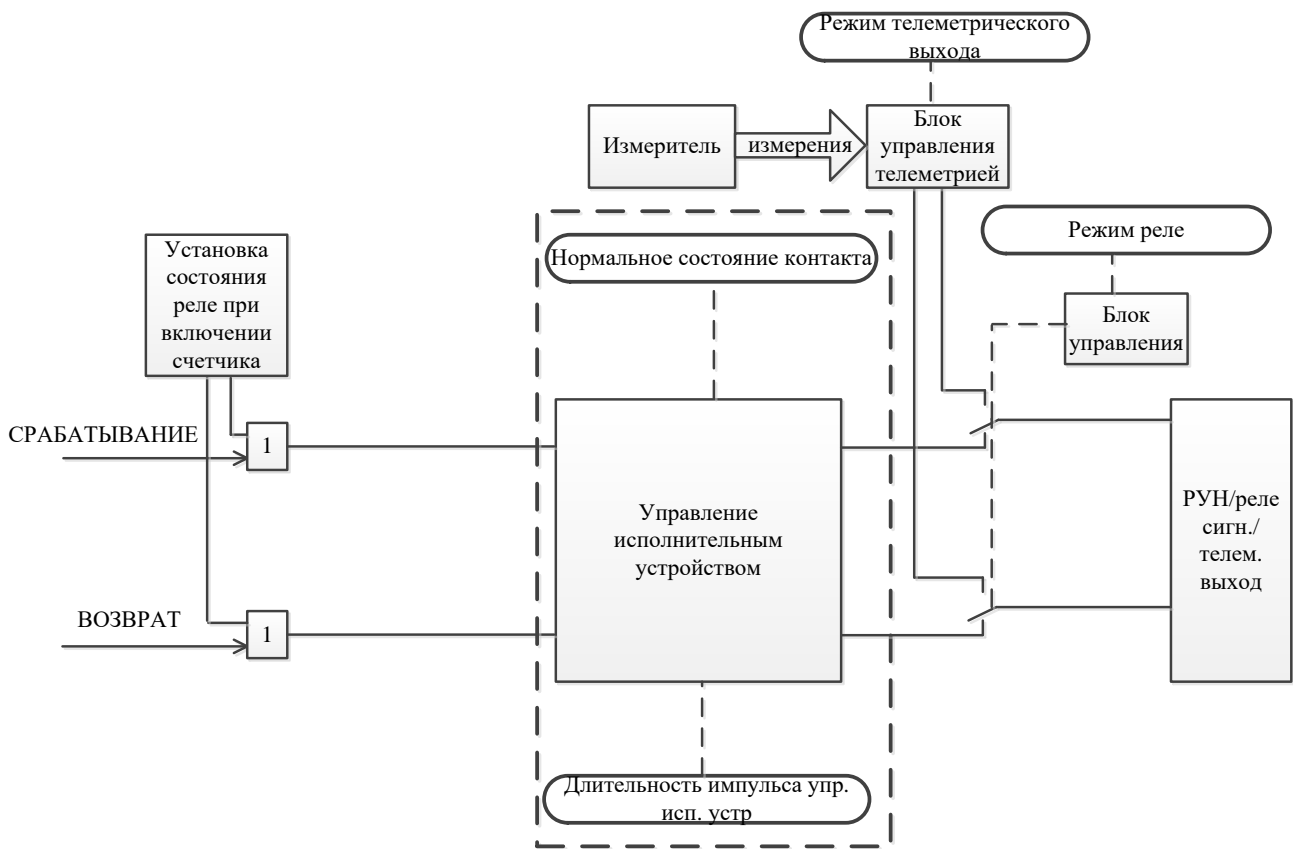 Режим телеметрического
выхода
Измеритель
измерения
Блок
управления
телеметрией
Режим реле
Установка
состояния
реле при
включении
счетчика
Нормальное состояние контакта
Блок
управления
СРАБАТЫВАНИЕ
1
Управление
исполнительным
устройством
РУН/реле
сигн./
телем.
выход
ВОЗВРАТ
1
Длительность импульса упр.
исп. устр